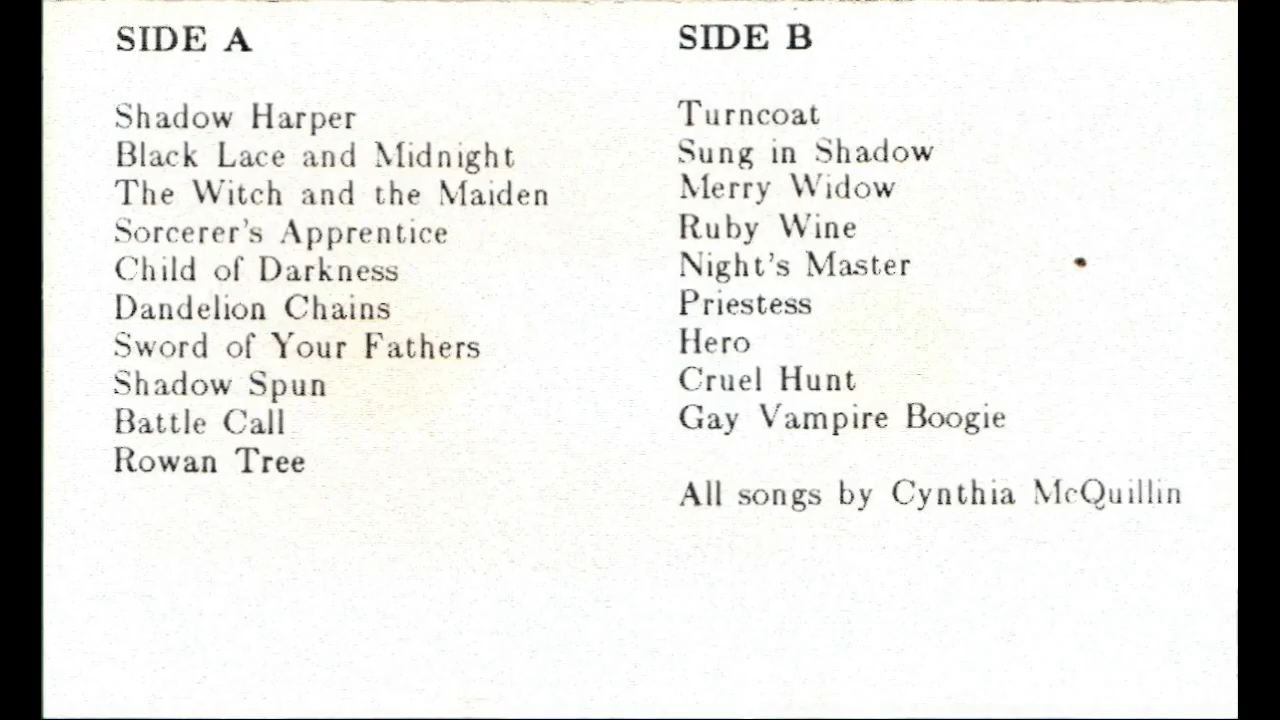 SIDE A
Shadow Harper
Black Lace and Midnight
The Witch and the Maiden
Sorcerer's Apprentice
Child of Darkness
Dandelion Chains
Sword of Your Fathers
Shadow Spun
Battle Call
Rowan Tree
SIDE B
Turncoat
Sung in Shadow
Merry Widow
Ruby Wine
Night's Master
Priestess
Hero
Cruel Hunt
Gay Vampire Boogie
All songs by Cynthia McQuillin